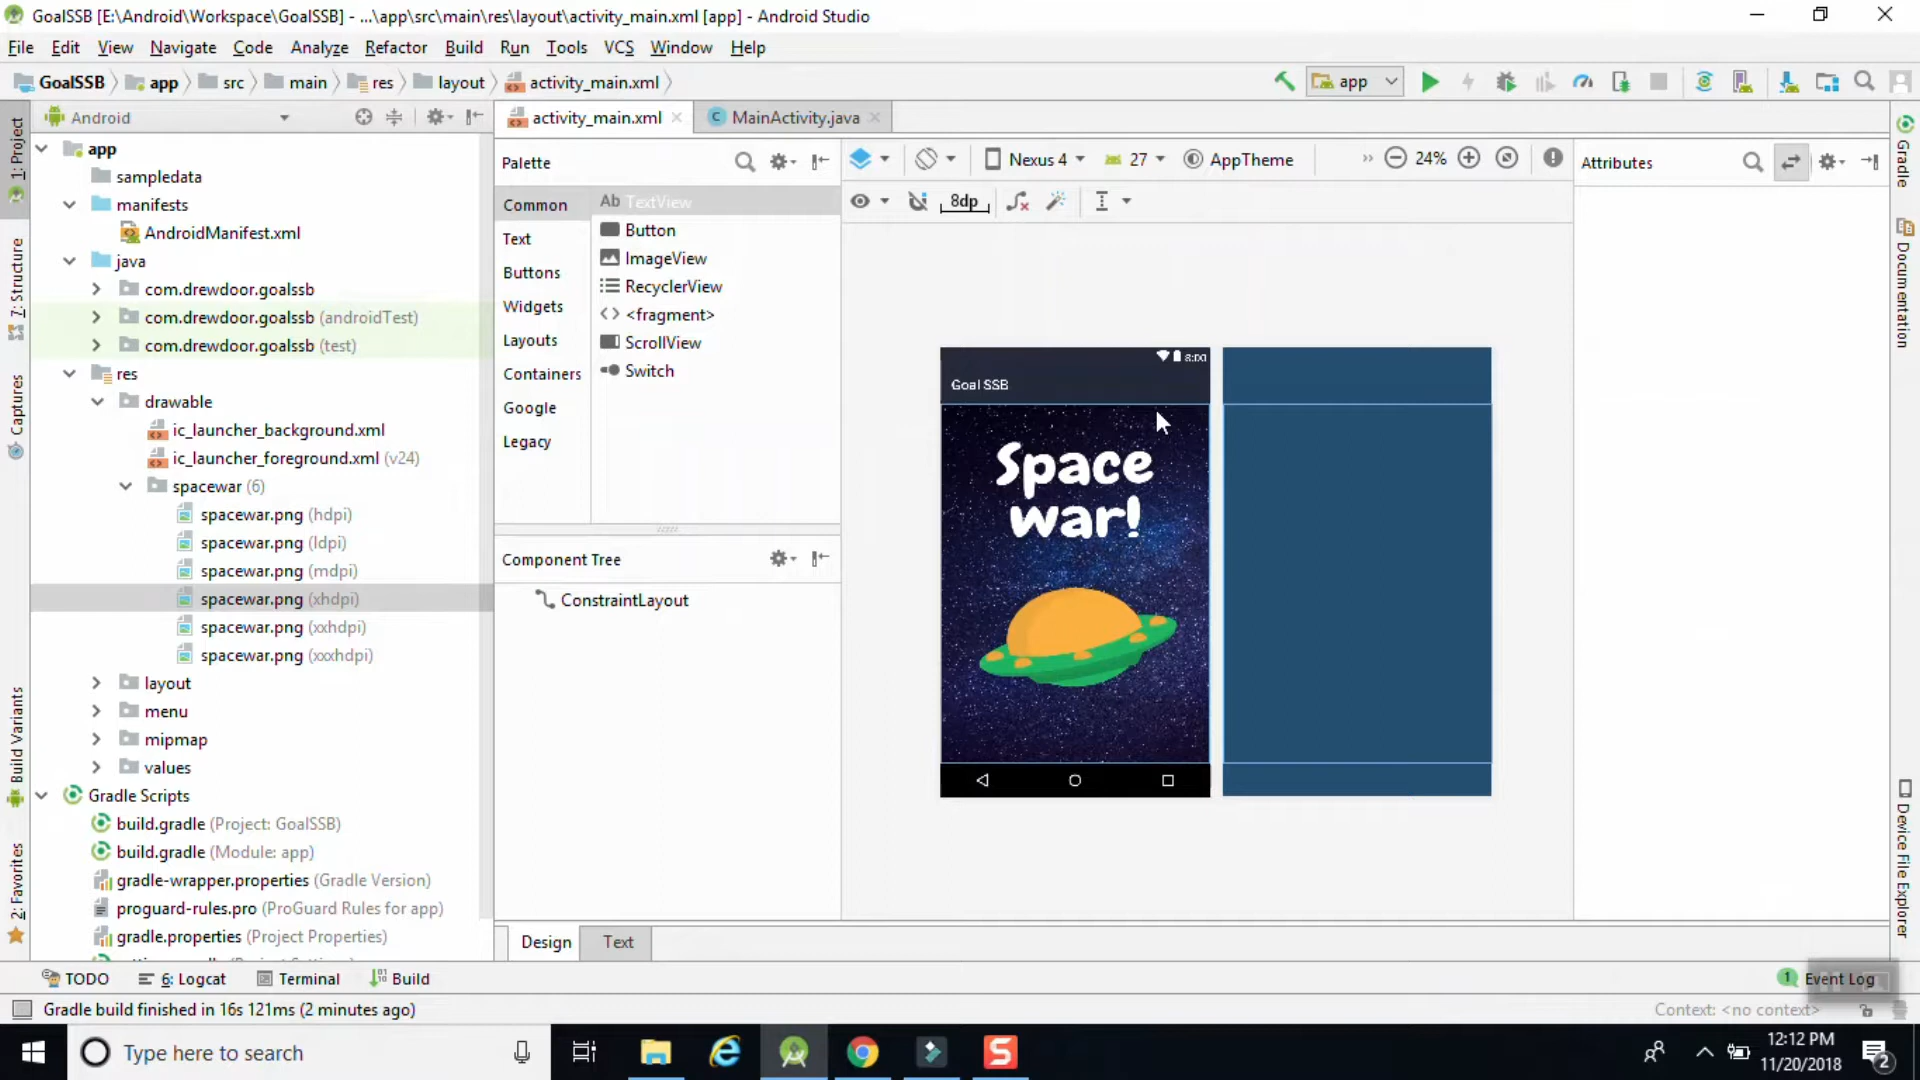 GoalSSB [E:\Android\Workspace\GoalSSB] - ...\app\src\main\res\layout\activity_main.xml [app] - Android Studio
File Edit View Navigate Code Analyze Refactor Build Run Tools VCS Window Help
GoalSSB app src main res layout activity_main.xml app
Android
activity_main.xml MainActivity.java
1: Project
7: Structure
Captures
Build Variants
2: Favorites
app
sampledata
manifests
AndroidManifest.xml
java
com.drewdoor.goalssb
com.drewdoor.goalssb (androidTest)
com.drewdoor.goalssb (test)
res
drawable
ic_launcher_background.xml
ic_launcher_foreground.xml (v24)
spacewar (6)
spacewar.png (hdpi)
spacewar.png (ldpi)
spacewar.png (mdpi)
spacewar.png (xhdpi)
spacewar.png (xxhdpi)
spacewar.png (xxxhdpi)
layout
menu
mipmap
values
Gradle Scripts
build.gradle (Project: GoalSSB)
build.gradle (Module: app)
gradle-wrapper.properties (Gradle Version)
proguard-rules.pro (ProGuard Rules for app)
gradle.properties (Project Properties)
Palette
Common
Text
Buttons
Widgets
Layouts
Containers
Google
Legacy
Ab TextView
Button
ImageView
RecyclerView
<fragment>
ScrollView
Switch
Component Tree
ConstraintLayout
Nexus 4 27 AppTheme 24%
8dp
8:00
Goal SSB
Space
war!
Attributes
Gradle
Documentation
Device File Explorer
Design Text
TODO 6: Logcat Terminal Build
1 Event Log
Gradle build finished in 16s 121ms (2 minutes ago)
Context: <no context>
Type here to search
12:12 PM
11/20/2018
2